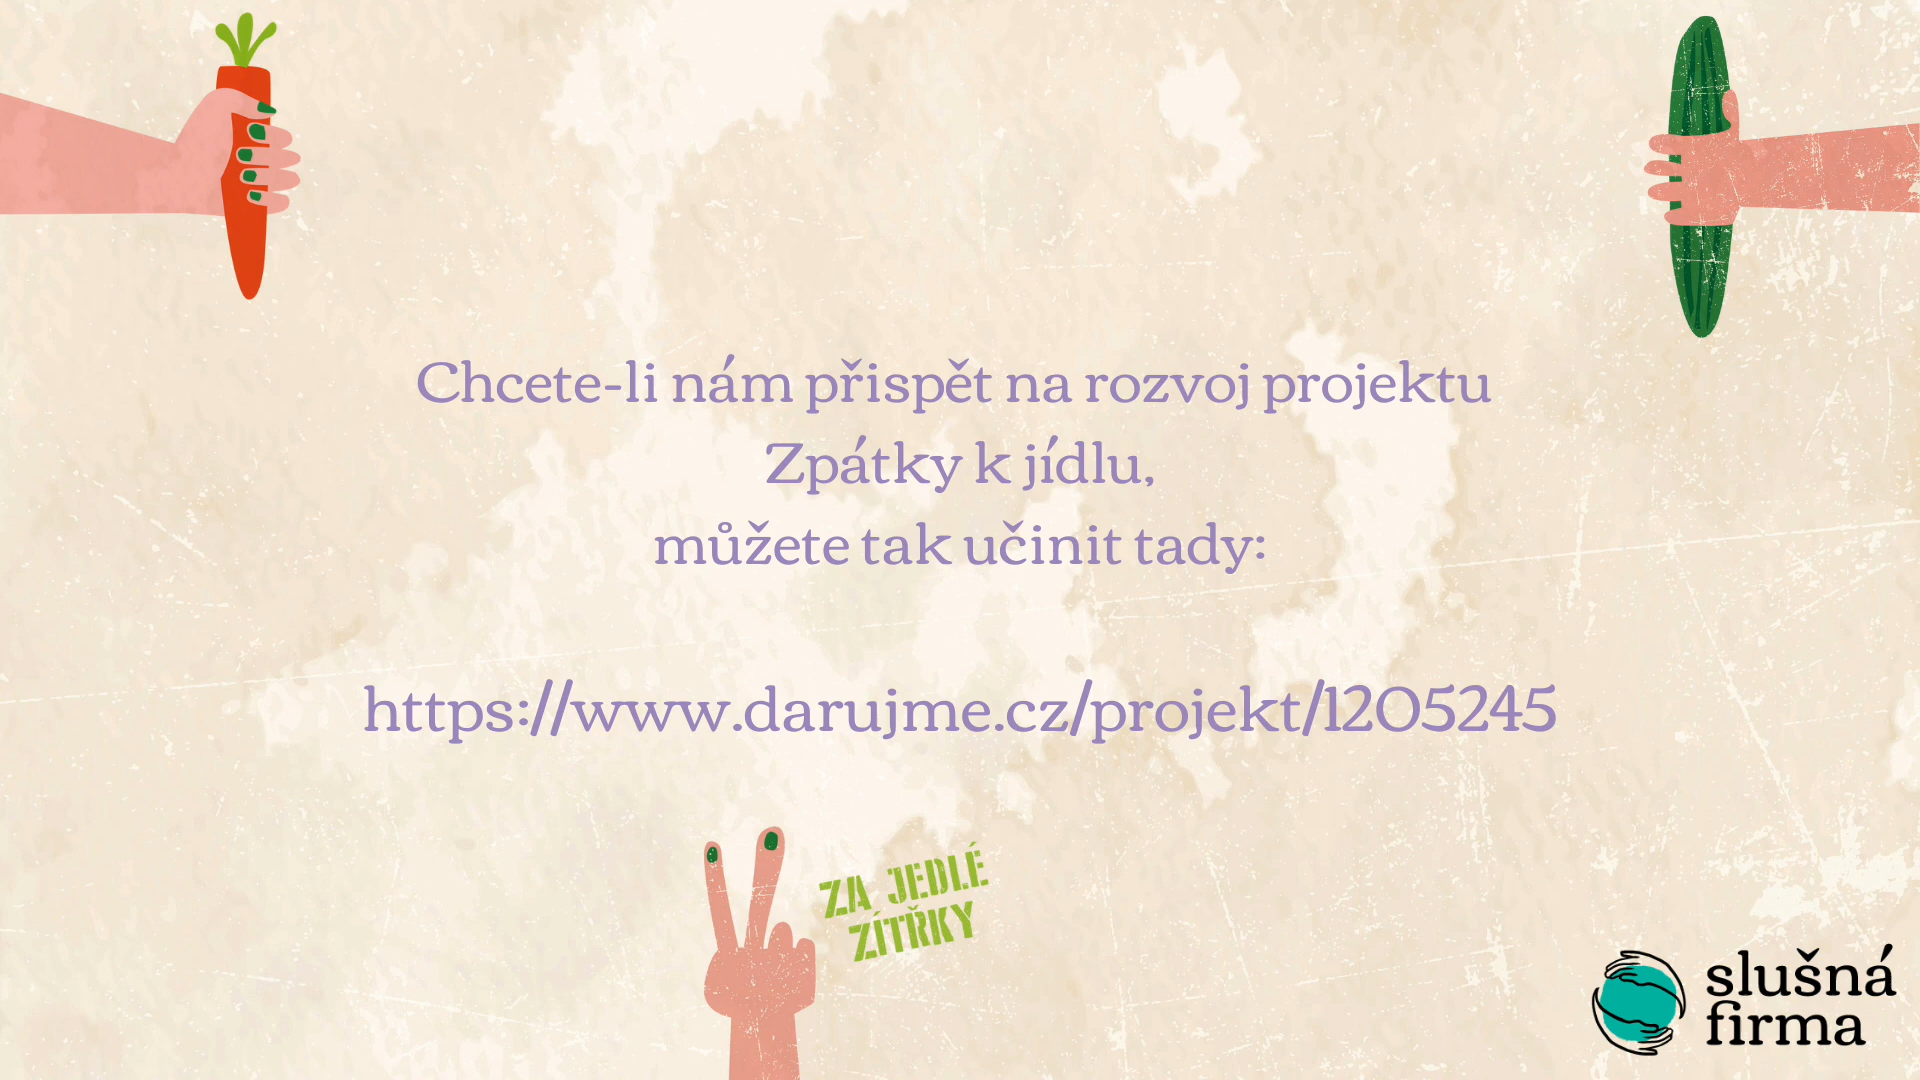 Chcete-li nám přispět na rozvoj projektu
Zpátky k jídlu,
můžete tak učinit tady:
https://www.darujme.cz/projekt/1205245
ZA JEDLÉ
ZÍTŘKY
slušná
firma